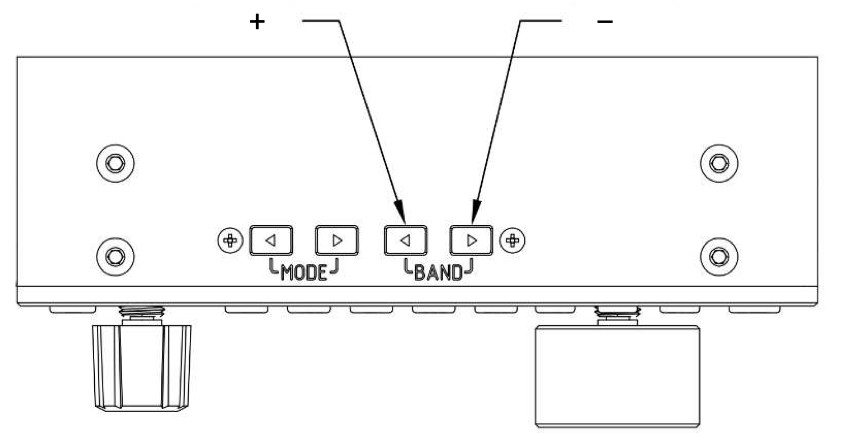 + −
MODE BAND